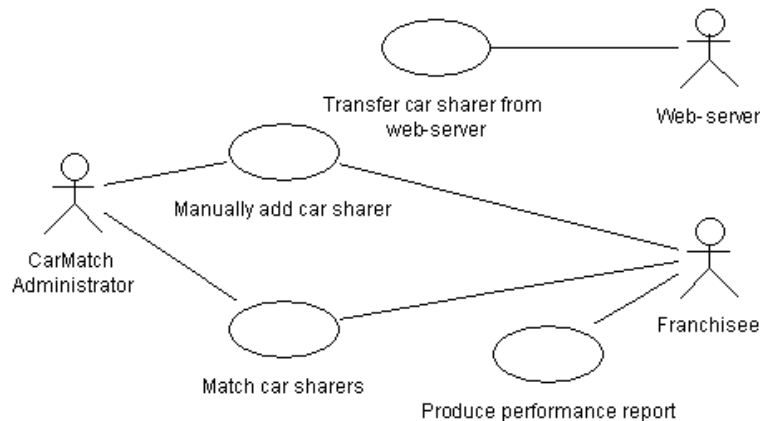 Transfer car sharer from
web-server
Web-server
Manually add car sharer
CarMatch
Administrator
Franchisee
Match car sharers
Produce performance report